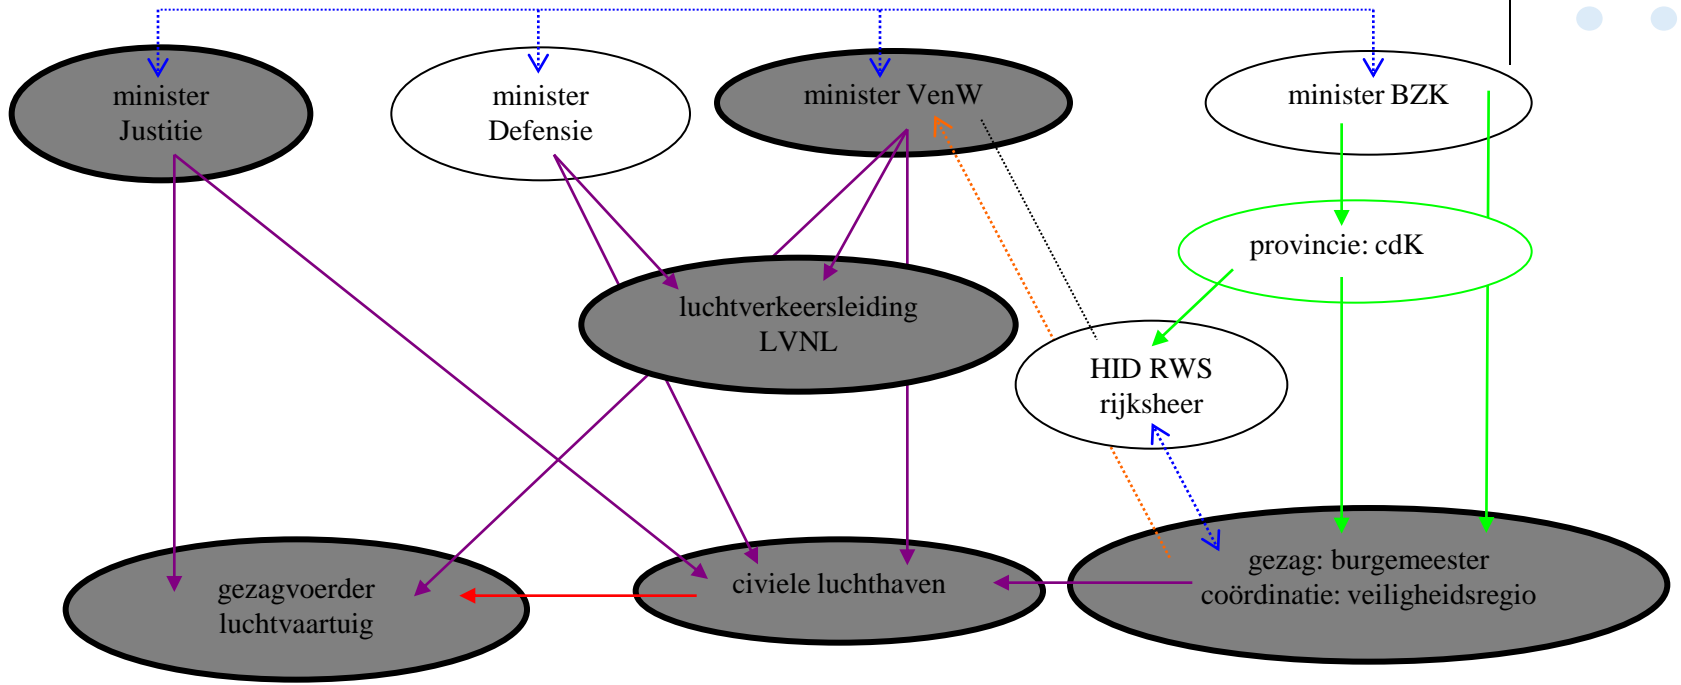 minister
Justitie
minister
Defensie
minister VenW
minister BZK
provincie: cdK
luchtverkeersleiding
LVNL
HID RWS
rijksheer
gezagvoerder
luchtvaartuig
civiele luchthaven
gezag: burgemeester
coördinatie: veiligheidsregio